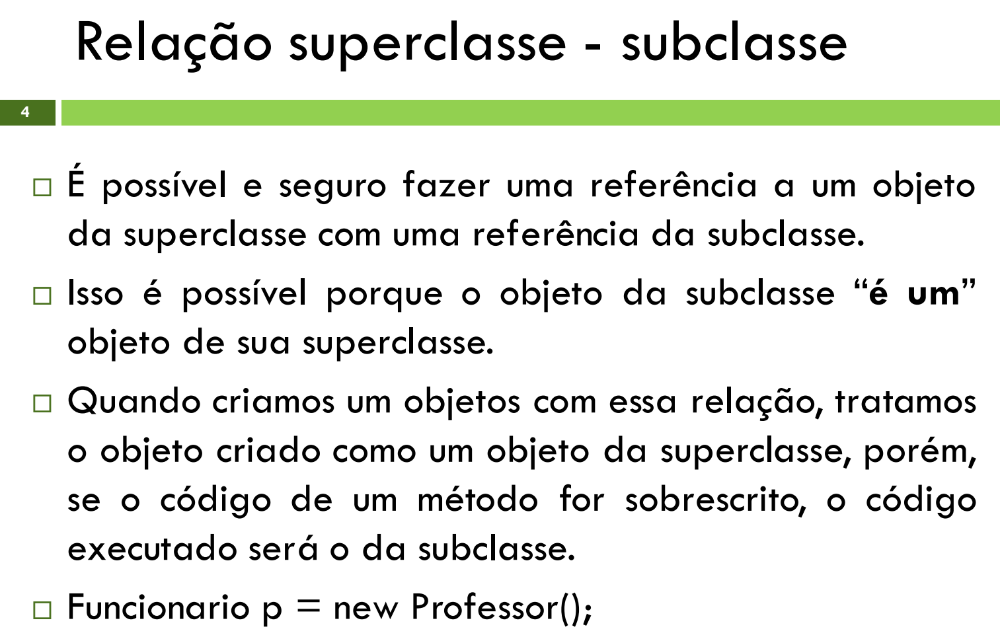 Relação superclasse - subclasse
4
É possível e seguro fazer uma referência a um objeto
da superclasse com uma referência da subclasse.
Isso é possível porque o objeto da subclasse “é um”
objeto de sua superclasse.
Quando criamos um objetos com essa relação, tratamos
o objeto criado como um objeto da superclasse, porém,
se o código de um método for sobrescrito, o código
executado será o da subclasse.
Funcionario p = new Professor();